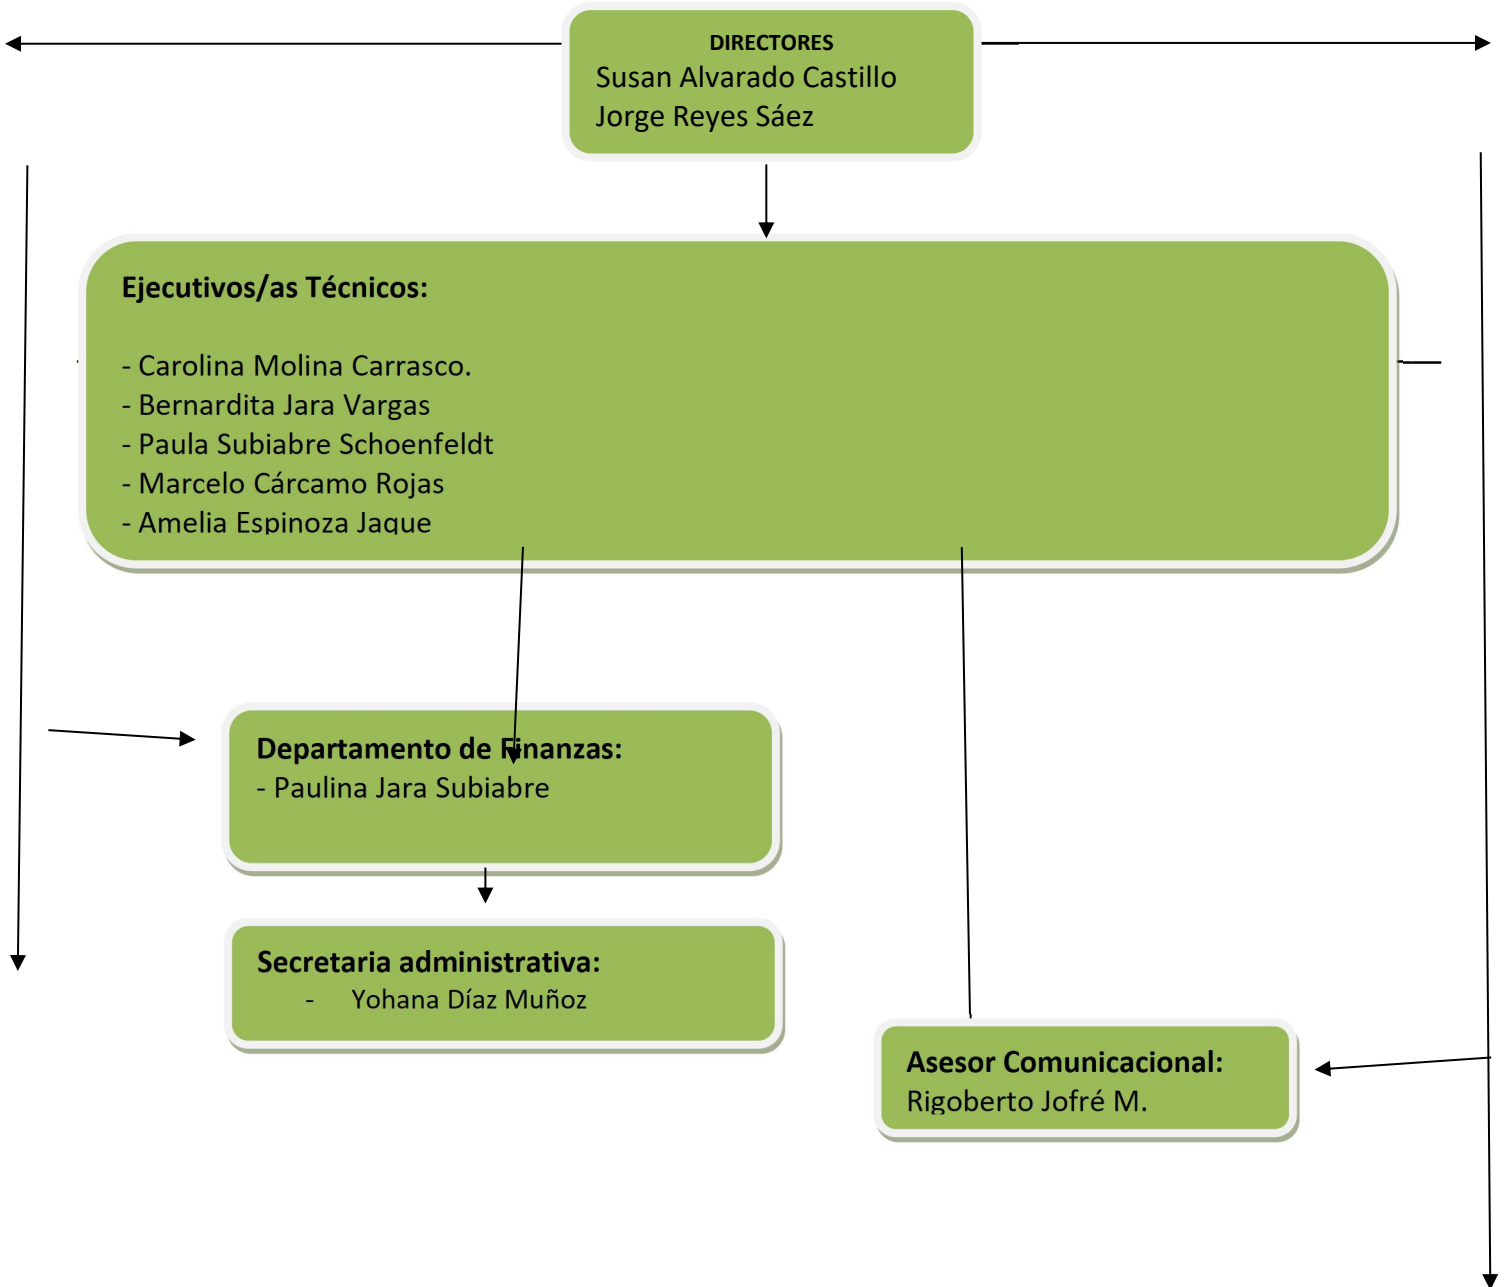 DIRECTORES
Susan Alvarado Castillo
Jorge Reyes Sáez
Ejecutivos/as Técnicos:
- Carolina Molina Carrasco.
- Bernardita Jara Vargas
- Paula Subiabre Schoenfeldt
- Marcelo Cárcamo Rojas
- Amelia Espinoza Jaque
Departamento de Finanzas:
- Paulina Jara Subiabre
Secretaria administrativa:
- Yohana Díaz Muñoz
Asesor Comunicacional:
Rigoberto Jofré M.